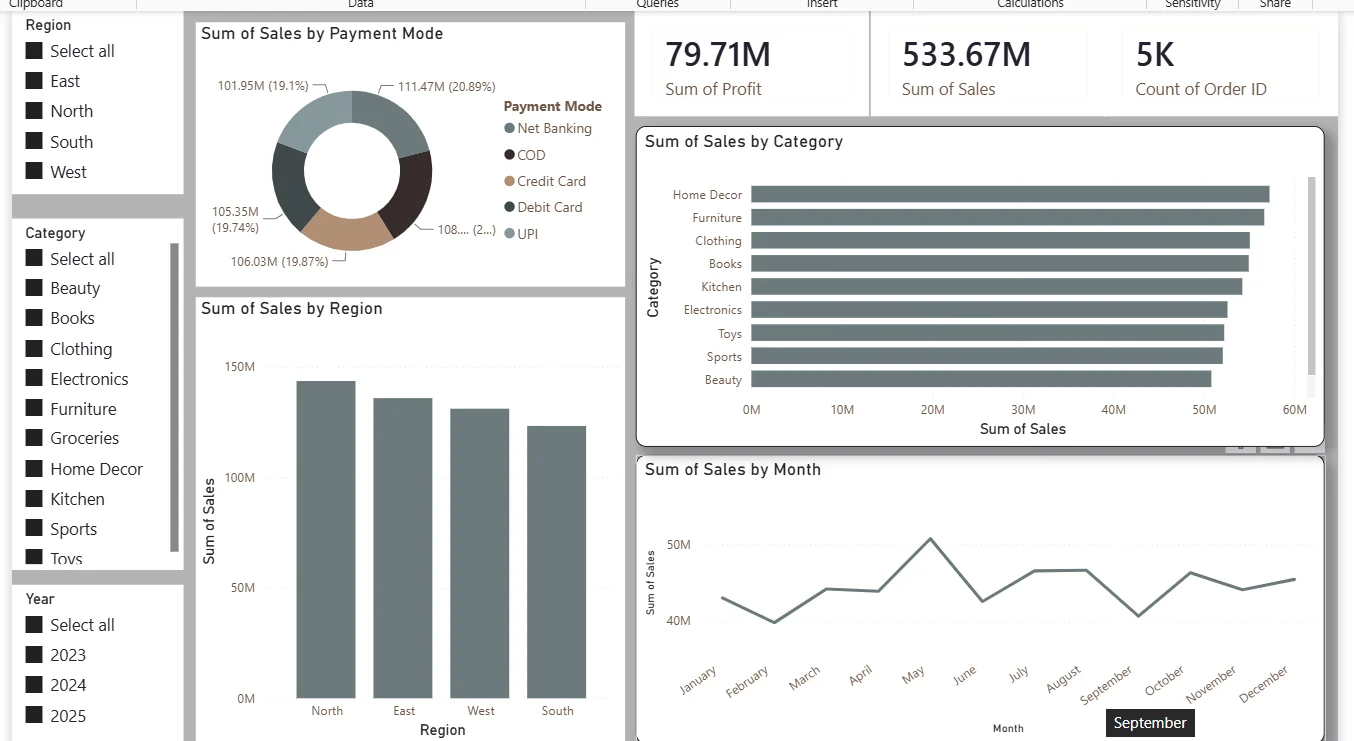 Clipboard
Data
Queries
Insert
Calculations
Sensitivity
Share
Region
Select all
East
North
South
West
Category
Select all
Beauty
Books
Clothing
Electronics
Furniture
Groceries
Home Decor
Kitchen
Sports
Toys
Year
Select all
2023
2024
2025
Sum of Sales by Payment Mode
101.95M (19.1%)
111.47M (20.89%)
105.35M
(19.74%)
108.... (2...)
106.03M (19.87%)
Payment Mode
Net Banking
COD
Credit Card
Debit Card
UPI
Sum of Sales by Region
Sum of Sales
150M
100M
50M
0M
North
East
West
South
Region
79.71M
Sum of Profit
533.67M
Sum of Sales
5K
Count of Order ID
Sum of Sales by Category
Category
Home Decor
Furniture
Clothing
Books
Kitchen
Electronics
Toys
Sports
Beauty
0M
10M
20M
30M
40M
50M
60M
Sum of Sales
Sum of Sales by Month
Sum of Sales
50M
40M
January
February
March
April
May
June
July
August
September
October
November
December
Month
September